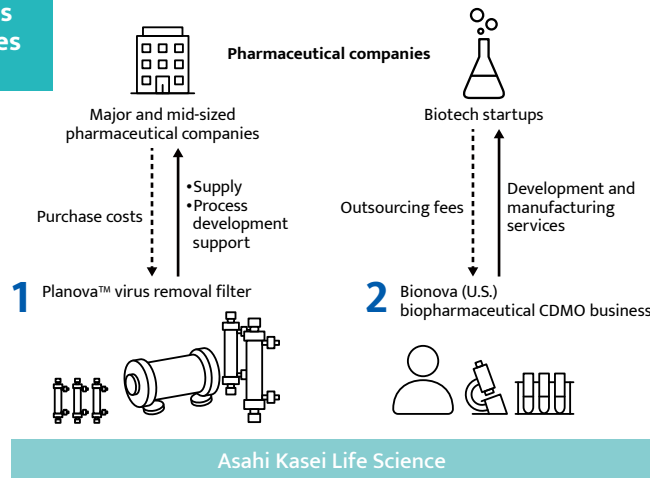 s
es
Pharmaceutical companies
Major and mid-sized
pharmaceutical companies
Biotech startups
Purchase costs
•Supply
•Process
development
support
Outsourcing fees
Development and
manufacturing
services
1 Planova™ virus removal filter
2 Bionova (U.S.)
biopharmaceutical CDMO business
Asahi Kasei Life Science